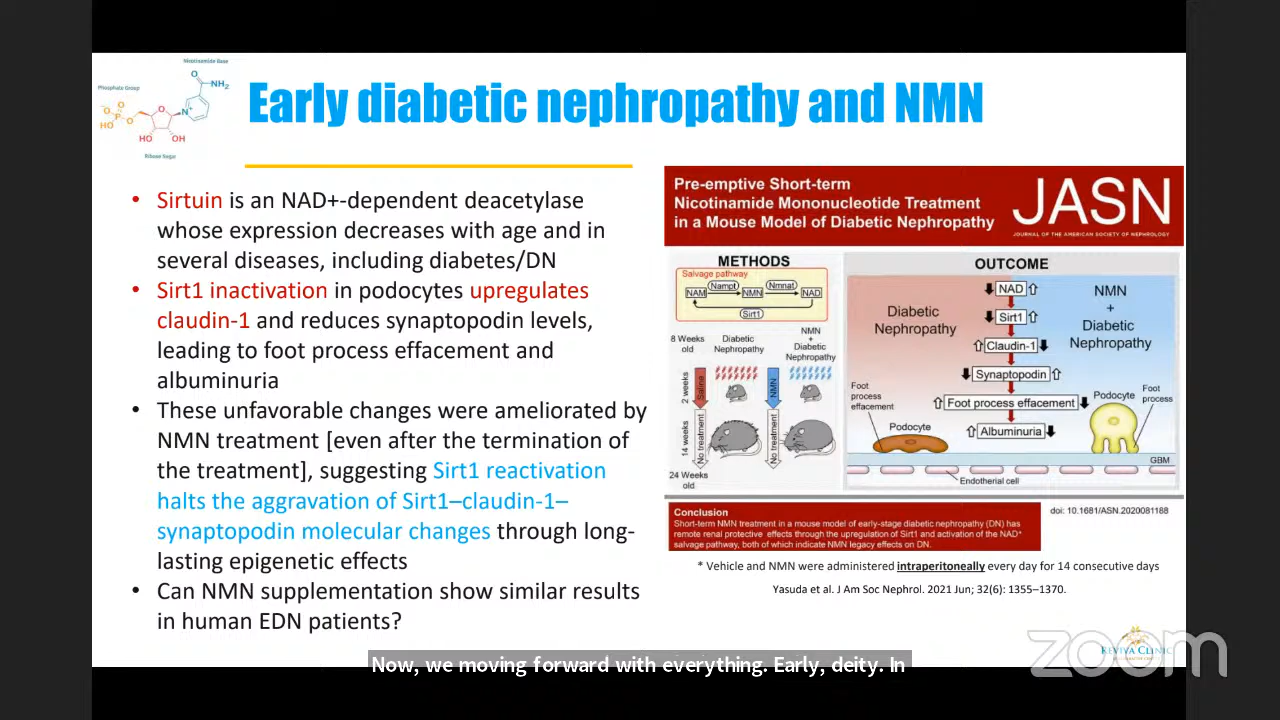 Nicotinamide Base
Phosphate Group
O
NH₂
O
⁻O
P
O
O
N⁺
HO
HO
OH
Ribose Sugar
Early diabetic nephropathy and NMN
• Sirtuin is an NAD+-dependent deacetylase
whose expression decreases with age and in
several diseases, including diabetes/DN
• Sirt1 inactivation in podocytes upregulates
claudin-1 and reduces synaptopodin levels,
leading to foot process effacement and
albuminuria
• These unfavorable changes were ameliorated by
NMN treatment [even after the termination of
the treatment], suggesting Sirt1 reactivation
halts the aggravation of Sirt1–claudin-1–
synaptopodin molecular changes through long-
lasting epigenetic effects
• Can NMN supplementation show similar results
in human EDN patients?
Pre-emptive Short-term
Nicotinamide Mononucleotide Treatment
in a Mouse Model of Diabetic Nephropathy
JASN
JOURNAL OF THE AMERICAN SOCIETY OF NEPHROLOGY
METHODS
Salvage pathway
Nampt
Nmnat
NAM
NMN
NAD
Sirt1
8 Weeks
old
Diabetic
Nephropathy
NMN
+
Diabetic
Nephropathy
2 weeks
Saline
NMN
14 weeks
No treatment
No treatment
24 Weeks
old
OUTCOME
Diabetic
Nephropathy
NMN
+
Diabetic
Nephropathy
NAD
Sirt1
Claudin-1
Synaptopodin
Foot process effacement
Albuminuria
Foot
process
effacement
Podocyte
Podocyte
Foot
process
GBM
Endotherial cell
Conclusion
Short-term NMN treatment in a mouse model of early-stage diabetic nephropathy (DN) has
remote renal protective effects through the upregulation of Sirt1 and activation of the NAD⁺
salvage pathway, both of which indicate NMN legacy effects on DN.
doi: 10.1681/ASN.2020081188
* Vehicle and NMN were administered intraperitoneally every day for 14 consecutive days
Yasuda et al. J Am Soc Nephrol. 2021 Jun; 32(6): 1355–1370.
REVIVA CLINIC
zoom
Now, we moving forward with everything. Early, deity. In